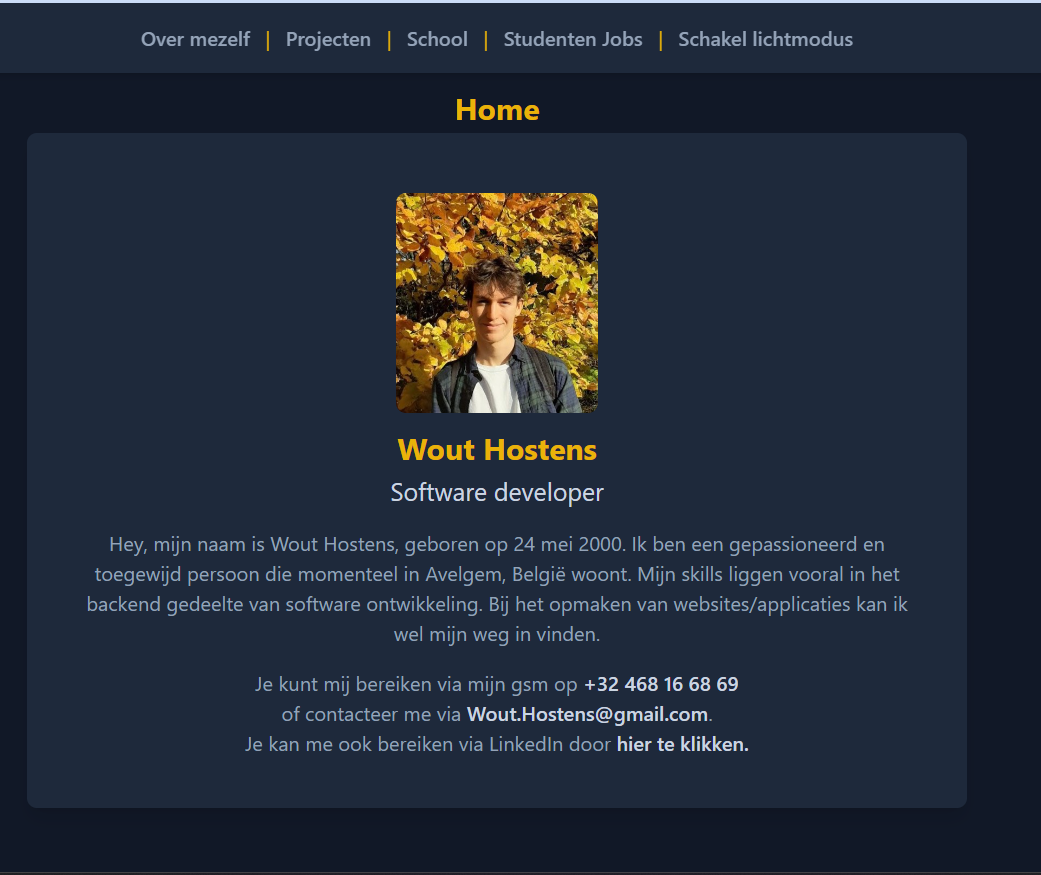 Over mezelf | Projecten | School | Studenten Jobs | Schakel lichtmodus
Home
Wout Hostens
Software developer
Hey, mijn naam is Wout Hostens, geboren op 24 mei 2000. Ik ben een gepassioneerd en
toegewijd persoon die momenteel in Avelgem, België woont. Mijn skills liggen vooral in het
backend gedeelte van software ontwikkeling. Bij het opmaken van websites/applicaties kan ik
wel mijn weg in vinden.
Je kunt mij bereiken via mijn gsm op +32 468 16 68 69
of contacteer me via Wout.Hostens@gmail.com.
Je kan me ook bereiken via LinkedIn door hier te klikken.